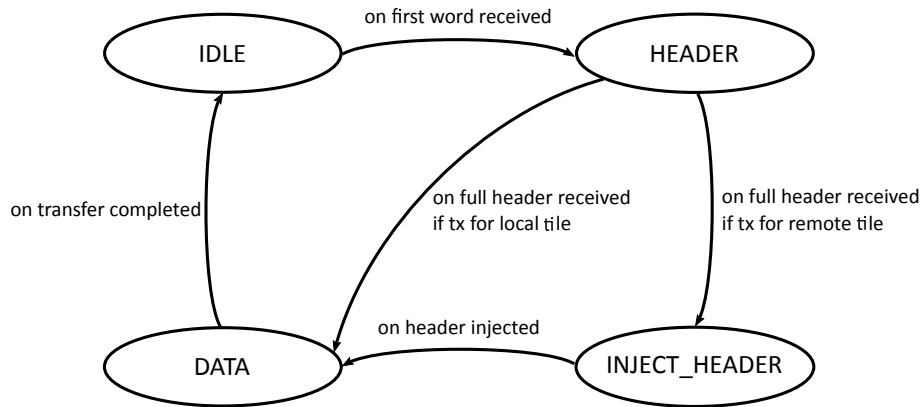 on first word received
IDLE
HEADER
on transfer completed
on full header received
if tx for local tile
on full header received
if tx for remote tile
on header injected
DATA
INJECT_HEADER